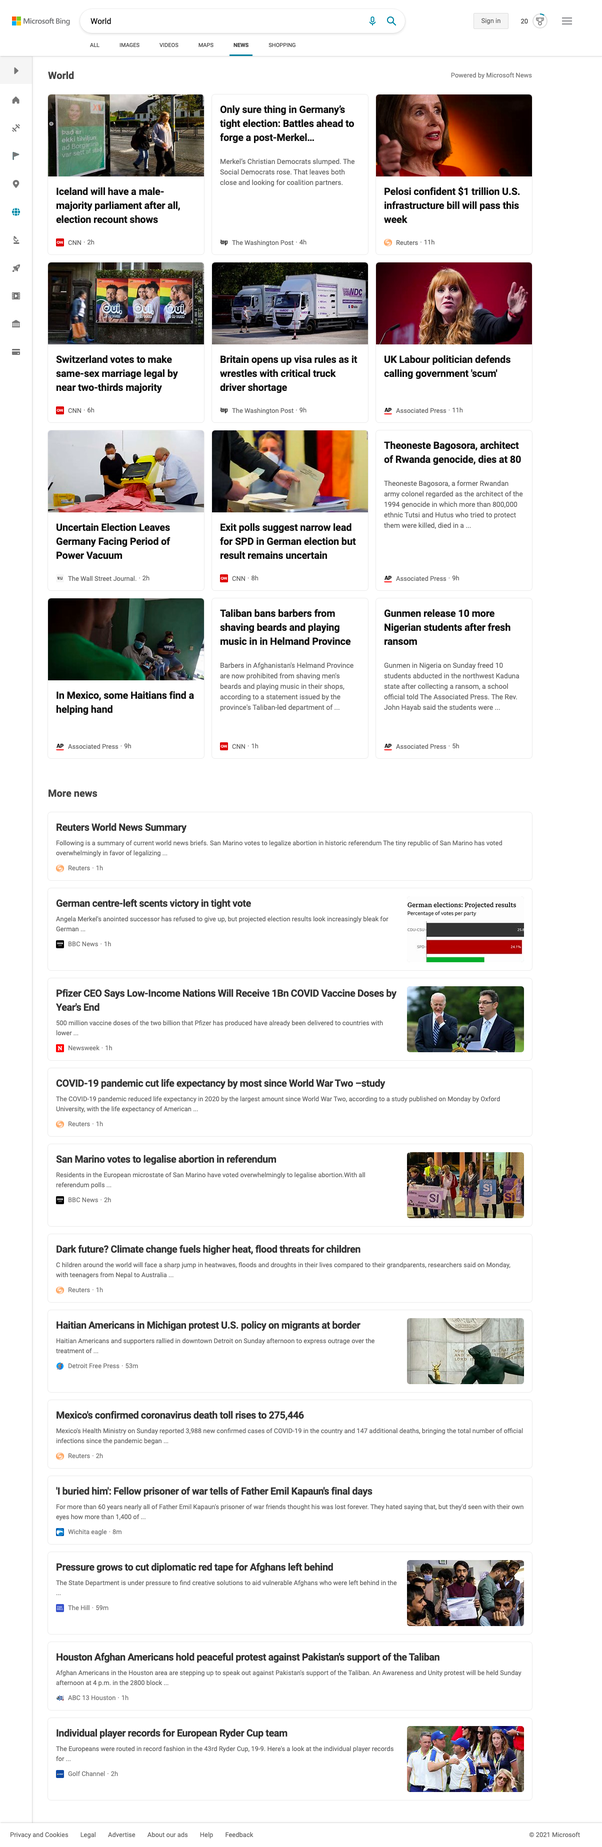 Microsoft Bing
World
Sign in
20
ALL
IMAGES
VIDEOS
MAPS
NEWS
SHOPPING
World
Powered by Microsoft News
Iceland will have a male-
majority parliament after all,
election recount shows
CNN · 2h
Only sure thing in Germany's
tight election: Battles ahead to
forge a post-Merkel...
Merkel's Christian Democrats slumped. The
Social Democrats rose. That leaves both
close and looking for coalition partners.
The Washington Post · 4h
Pelosi confident $1 trillion U.S.
infrastructure bill will pass this
week
Reuters · 11h
Oui,
Oui,
Oui,
Switzerland votes to make
same-sex marriage legal by
near two-thirds majority
CNN · 6h
NDC
Britain opens up visa rules as it
wrestles with critical truck
driver shortage
The Washington Post · 9h
UK Labour politician defends
calling government 'scum'
AP Associated Press · 11h
Uncertain Election Leaves
Germany Facing Period of
Power Vacuum
The Wall Street Journal. · 2h
Exit polls suggest narrow lead
for SPD in German election but
result remains uncertain
CNN · 8h
Theoneste Bagosora, architect
of Rwanda genocide, dies at 80
Theoneste Bagosora, a former Rwandan
army colonel regarded as the architect of the
1994 genocide in which more than 800,000
ethnic Tutsi and Hutus who tried to protect
them were killed, died in a ...
AP Associated Press · 9h
In Mexico, some Haitians find a
helping hand
AP Associated Press · 9h
Taliban bans barbers from
shaving beards and playing
music in in Helmand Province
Barbers in Afghanistan's Helmand Province
are now prohibited from shaving men's
beards and playing music in their shops,
according to a statement issued by the
province's Taliban-led department of ...
CNN · 1h
Gunmen release 10 more
Nigerian students after fresh
ransom
Gunmen in Nigeria on Sunday freed 10
students abducted in the northwest Kaduna
state after collecting a ransom, a school
official told The Associated Press. The Rev.
John Hayab said the students were ...
AP Associated Press · 5h
More news
Reuters World News Summary
Following is a summary of current world news briefs. San Marino votes to legalize abortion in historic referendum The tiny republic of San Marino has voted
overwhelmingly in favor of legalizing ...
Reuters · 1h
German centre-left scents victory in tight vote
Angela Merkel's anointed successor has refused to give up, but projected election results look increasingly bleak for
German ...
BBC News · 1h
German elections: Projected results
Percentage of votes per party
CDU-CSU
SPD
24.1%
Pfizer CEO Says Low-Income Nations Will Receive 1Bn COVID Vaccine Doses by
Year's End
500 million vaccine doses of the two billion that Pfizer has produced have already been delivered to countries with
lower ...
N Newsweek · 1h
COVID-19 pandemic cut life expectancy by most since World War Two –study
The COVID-19 pandemic reduced life expectancy in 2020 by the largest amount since World War Two, according to a study published on Monday by Oxford
University, with the life expectancy of American ...
Reuters · 1h
San Marino votes to legalise abortion in referendum
Residents in the European microstate of San Marino have voted overwhelmingly to legalise abortion.With all
referendum polls ...
BBC News · 2h
Dark future? Climate change fuels higher heat, flood threats for children
C hildren around the world will face a sharp jump in heatwaves, floods and droughts in their lives compared to their grandparents, researchers said on Monday,
with teenagers from Nepal to Australia ...
Reuters · 1h
Haitian Americans in Michigan protest U.S. policy on migrants at border
Haitian Americans and supporters rallied in downtown Detroit on Sunday afternoon to express outrage over the
treatment of ...
Detroit Free Press · 53m
Mexico's confirmed coronavirus death toll rises to 275,446
Mexico's Health Ministry on Sunday reported 3,988 new confirmed cases of COVID-19 in the country and 147 additional deaths, bringing the total number of official
infections since the pandemic began ...
Reuters · 2h
'I buried him': Fellow prisoner of war tells of Father Emil Kapaun's final days
For more than 60 years nearly all of Father Emil Kapaun's prisoner of war friends thought his was lost forever. They hated saying that, but they'd seen with their own
eyes how more than 1,400 of ...
Wichita eagle · 8m
Pressure grows to cut diplomatic red tape for Afghans left behind
The State Department is under pressure to find creative solutions to aid vulnerable Afghans who were left behind in the
...
The Hill · 59m
Houston Afghan Americans hold peaceful protest against Pakistan's support of the Taliban
Afghan Americans in the Houston area are stepping up to speak out against Pakistan's support of the Taliban. An Awareness and Unity protest will be held Sunday
afternoon at 4 p.m. in the 2800 block ...
ABC 13 Houston · 1h
Individual player records for European Ryder Cup team
The Europeans were routed in record fashion in the 43rd Ryder Cup, 19-9. Here's a look at the individual player records
for ...
Golf Channel · 2h
Privacy and Cookies
Legal
Advertise
About our ads
Help
Feedback
© 2021 Microsoft